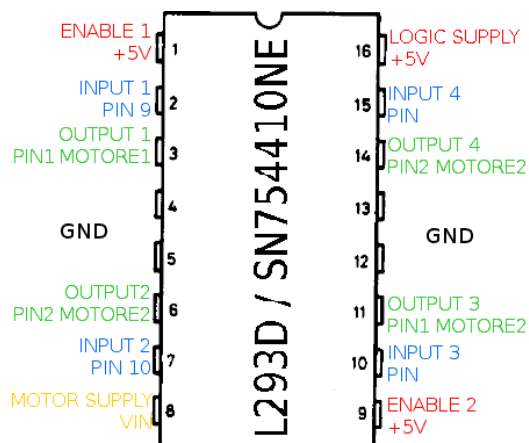 ENABLE 1
+5V
1
INPUT 1
PIN 9
2
OUTPUT 1
PIN1 MOTORE1
3
4
GND
5
OUTPUT2
PIN2 MOTORE2
6
INPUT 2
PIN 10
7
MOTOR SUPPLY
VIN
8
L293D / SN754410NE
16
LOGIC SUPPLY
+5V
15
INPUT 4
PIN
14
OUTPUT 4
PIN2 MOTORE2
13
GND
12
11
OUTPUT 3
PIN1 MOTORE2
10
INPUT 3
PIN
9
ENABLE 2
+5V